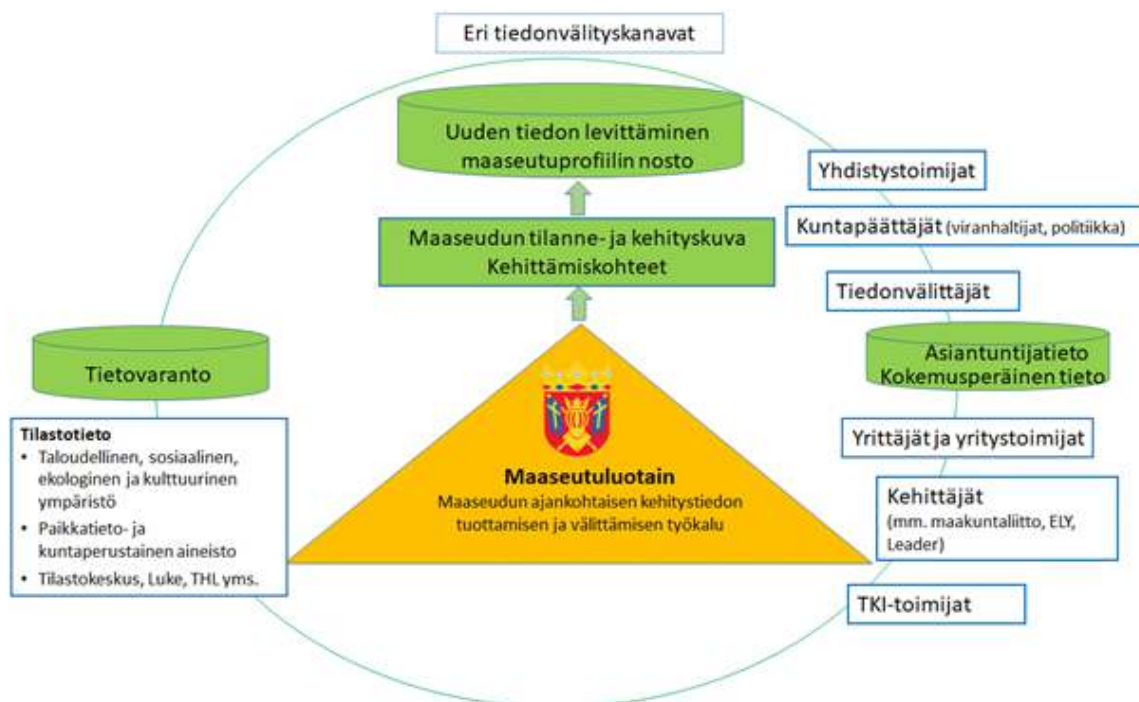 Eri tiedonvälityskanavat
Uuden tiedon levittäminen
maaseutuprofiilin nosto
Yhdistystoimijat
Kuntapäättäjät (viranhaltijat, politiikka)
Maaseudun tilanne- ja kehityskuva
Kehittämiskohteet
Tiedonvälittäjät
Tietovaranto
Asiantuntijatieto
Kokemusperäinen tieto
Tilastotieto
• Taloudellinen, sosiaalinen,
ekologinen ja kulttuurinen
ympäristö
• Paikkatieto- ja
kuntaperustainen aineisto
• Tilastokeskus, Luke, THL yms.
Maaseutuluotain
Maaseudun ajankohtaisen kehitystiedon
tuottamisen ja välittämisen työkalu
Yrittäjät ja yritystoimijat
Kehittäjät
(mm. maakuntaliitto, ELY,
Leader)
TKI-toimijat